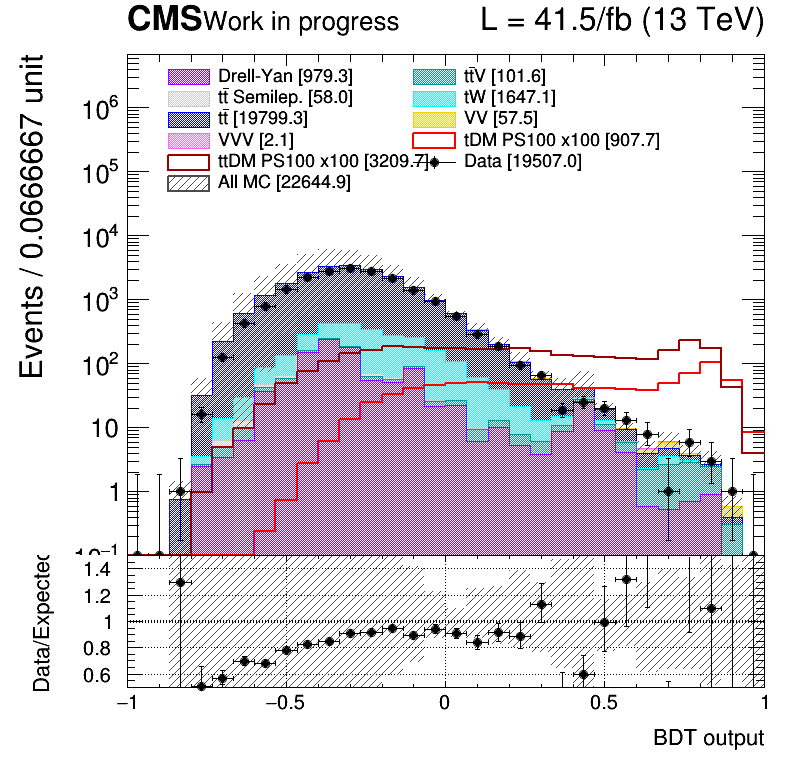 CMS Work in progress L = 41.5/fb (13 TeV)
Drell-Yan [979.3] tt̄V [101.6]
tt̄ Semilep. [58.0] tW [1647.1]
tt̄ [19799.3] VV [57.5]
VVV [2.1] tDM PS100 x100 [907.7]
ttDM PS100 x100 [3209.7] Data [19507.0]
All MC [22644.9]
Events / 0.0666667 unit
10⁶
10⁵
10⁴
10³
10²
10
1
10⁻¹
Data/Expected
1.4
1.2
1
0.8
0.6
−1 −0.5 0 0.5 1
BDT output